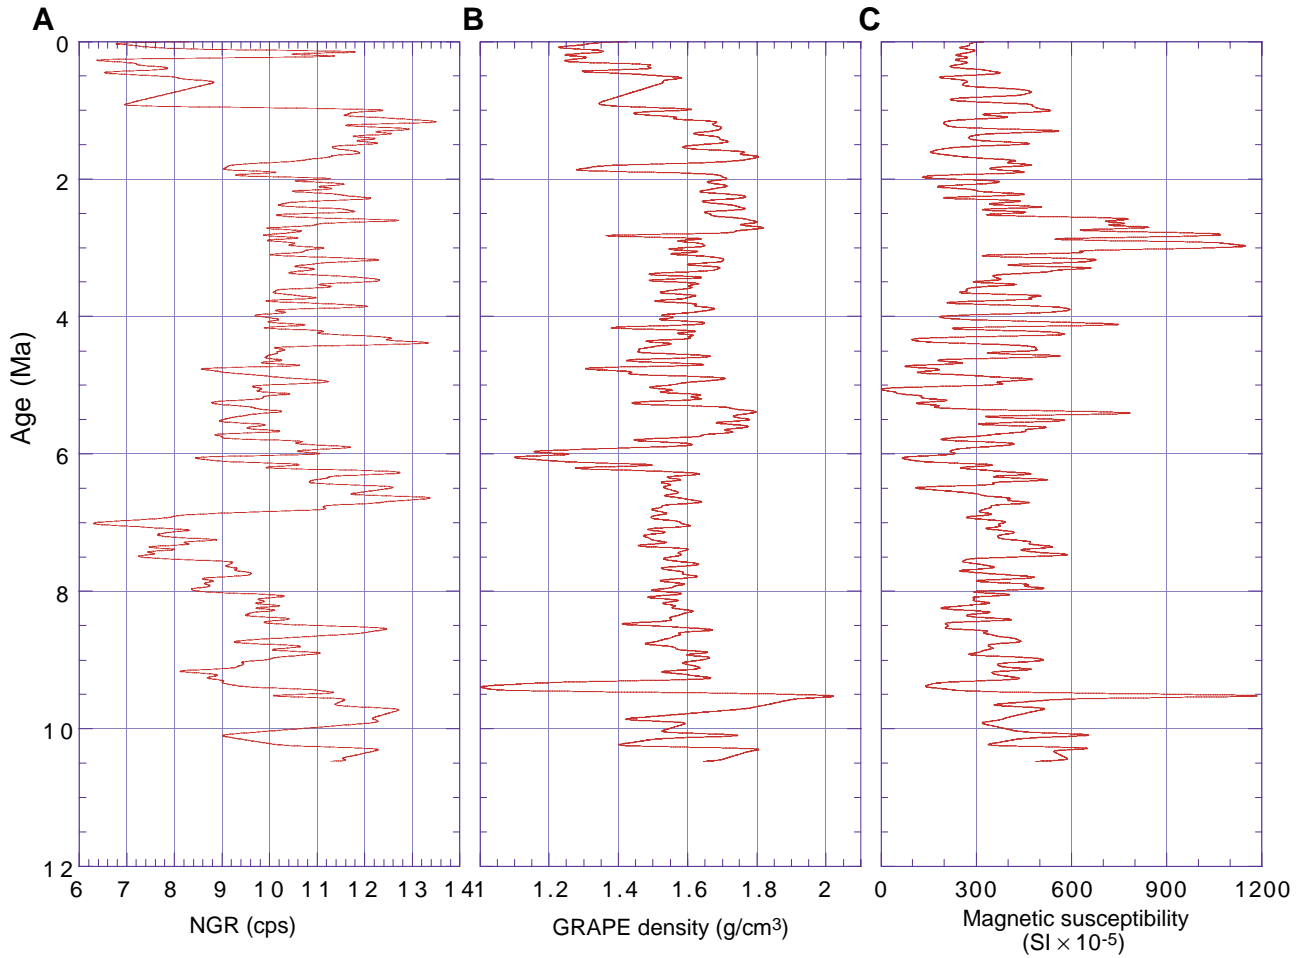 A B C
0
2
4
6
8
10
12
Age (Ma)
6 7 8 9 10 11 12 13 14
1 1.2 1.4 1.6 1.8 2
0 300 600 900 1200
NGR (cps)
GRAPE density (g/cm3)
Magnetic susceptibility
(SI × 10-5)